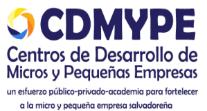 CDMYPE
Centros de Desarrollo de
Micros y Pequeñas Empresas
un esfuerzo público-privado-academia para fortelecer
a la micro y pequeña empresa salvadoreña